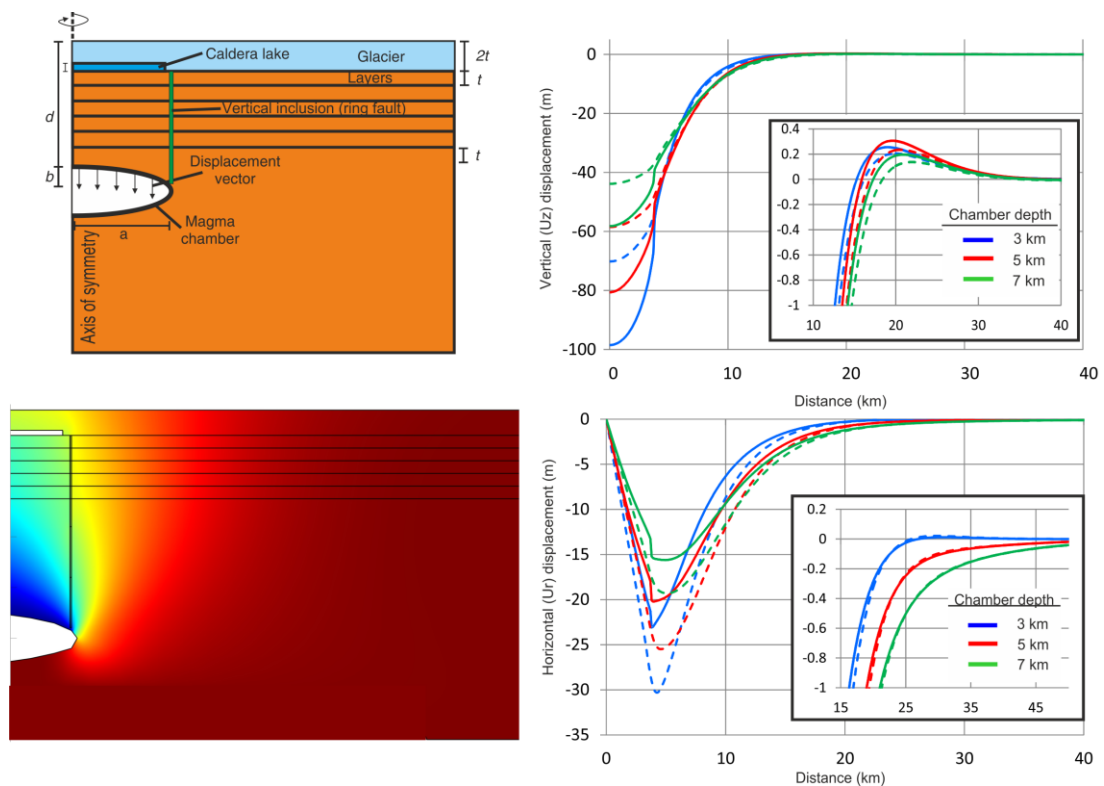 Caldera lake
Glacier
2t
I
Layers
t
d
Vertical inclusion (ring fault)
Displacement
vector
t
b
Magma
chamber
a
Axis of symmetry
Vertical (Uz) displacement (m)
0
-20
-40
-60
-80
-100
0
10
20
30
40
Distance (km)
0.4
0.2
0
-0.2
-0.4
-0.6
-0.8
-1
10
20
30
40
Chamber depth
3 km
5 km
7 km
Horizontal (Ur) displacement (m)
0
-5
-10
-15
-20
-25
-30
-35
0
10
20
30
40
Distance (km)
0.2
0
-0.2
-0.4
-0.6
-0.8
-1
15
25
35
45
Chamber depth
3 km
5 km
7 km